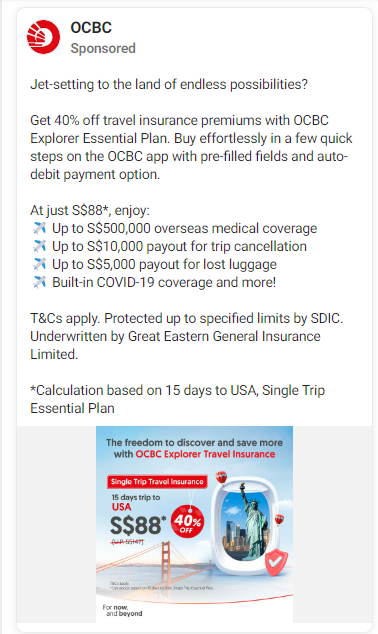 OCBC
Sponsored
Jet-setting to the land of endless possibilities?
Get 40% off travel insurance premiums with OCBC
Explorer Essential Plan. Buy effortlessly in a few quick
steps on the OCBC app with pre-filled fields and auto-
debit payment option.
At just S$88*, enjoy:
Up to S$500,000 overseas medical coverage
Up to S$10,000 payout for trip cancellation
Up to S$5,000 payout for lost luggage
Built-in COVID-19 coverage and more!
T&Cs apply. Protected up to specified limits by SDIC.
Underwritten by Great Eastern General Insurance
Limited.
*Calculation based on 15 days to USA, Single Trip
Essential Plan
The freedom to discover and save more
with OCBC Explorer Travel Insurance
Single Trip Travel Insurance
15 days trip to
USA
S$88*
40%
OFF
(U.P. S$147)
T&Cs apply.
For now,
and beyond